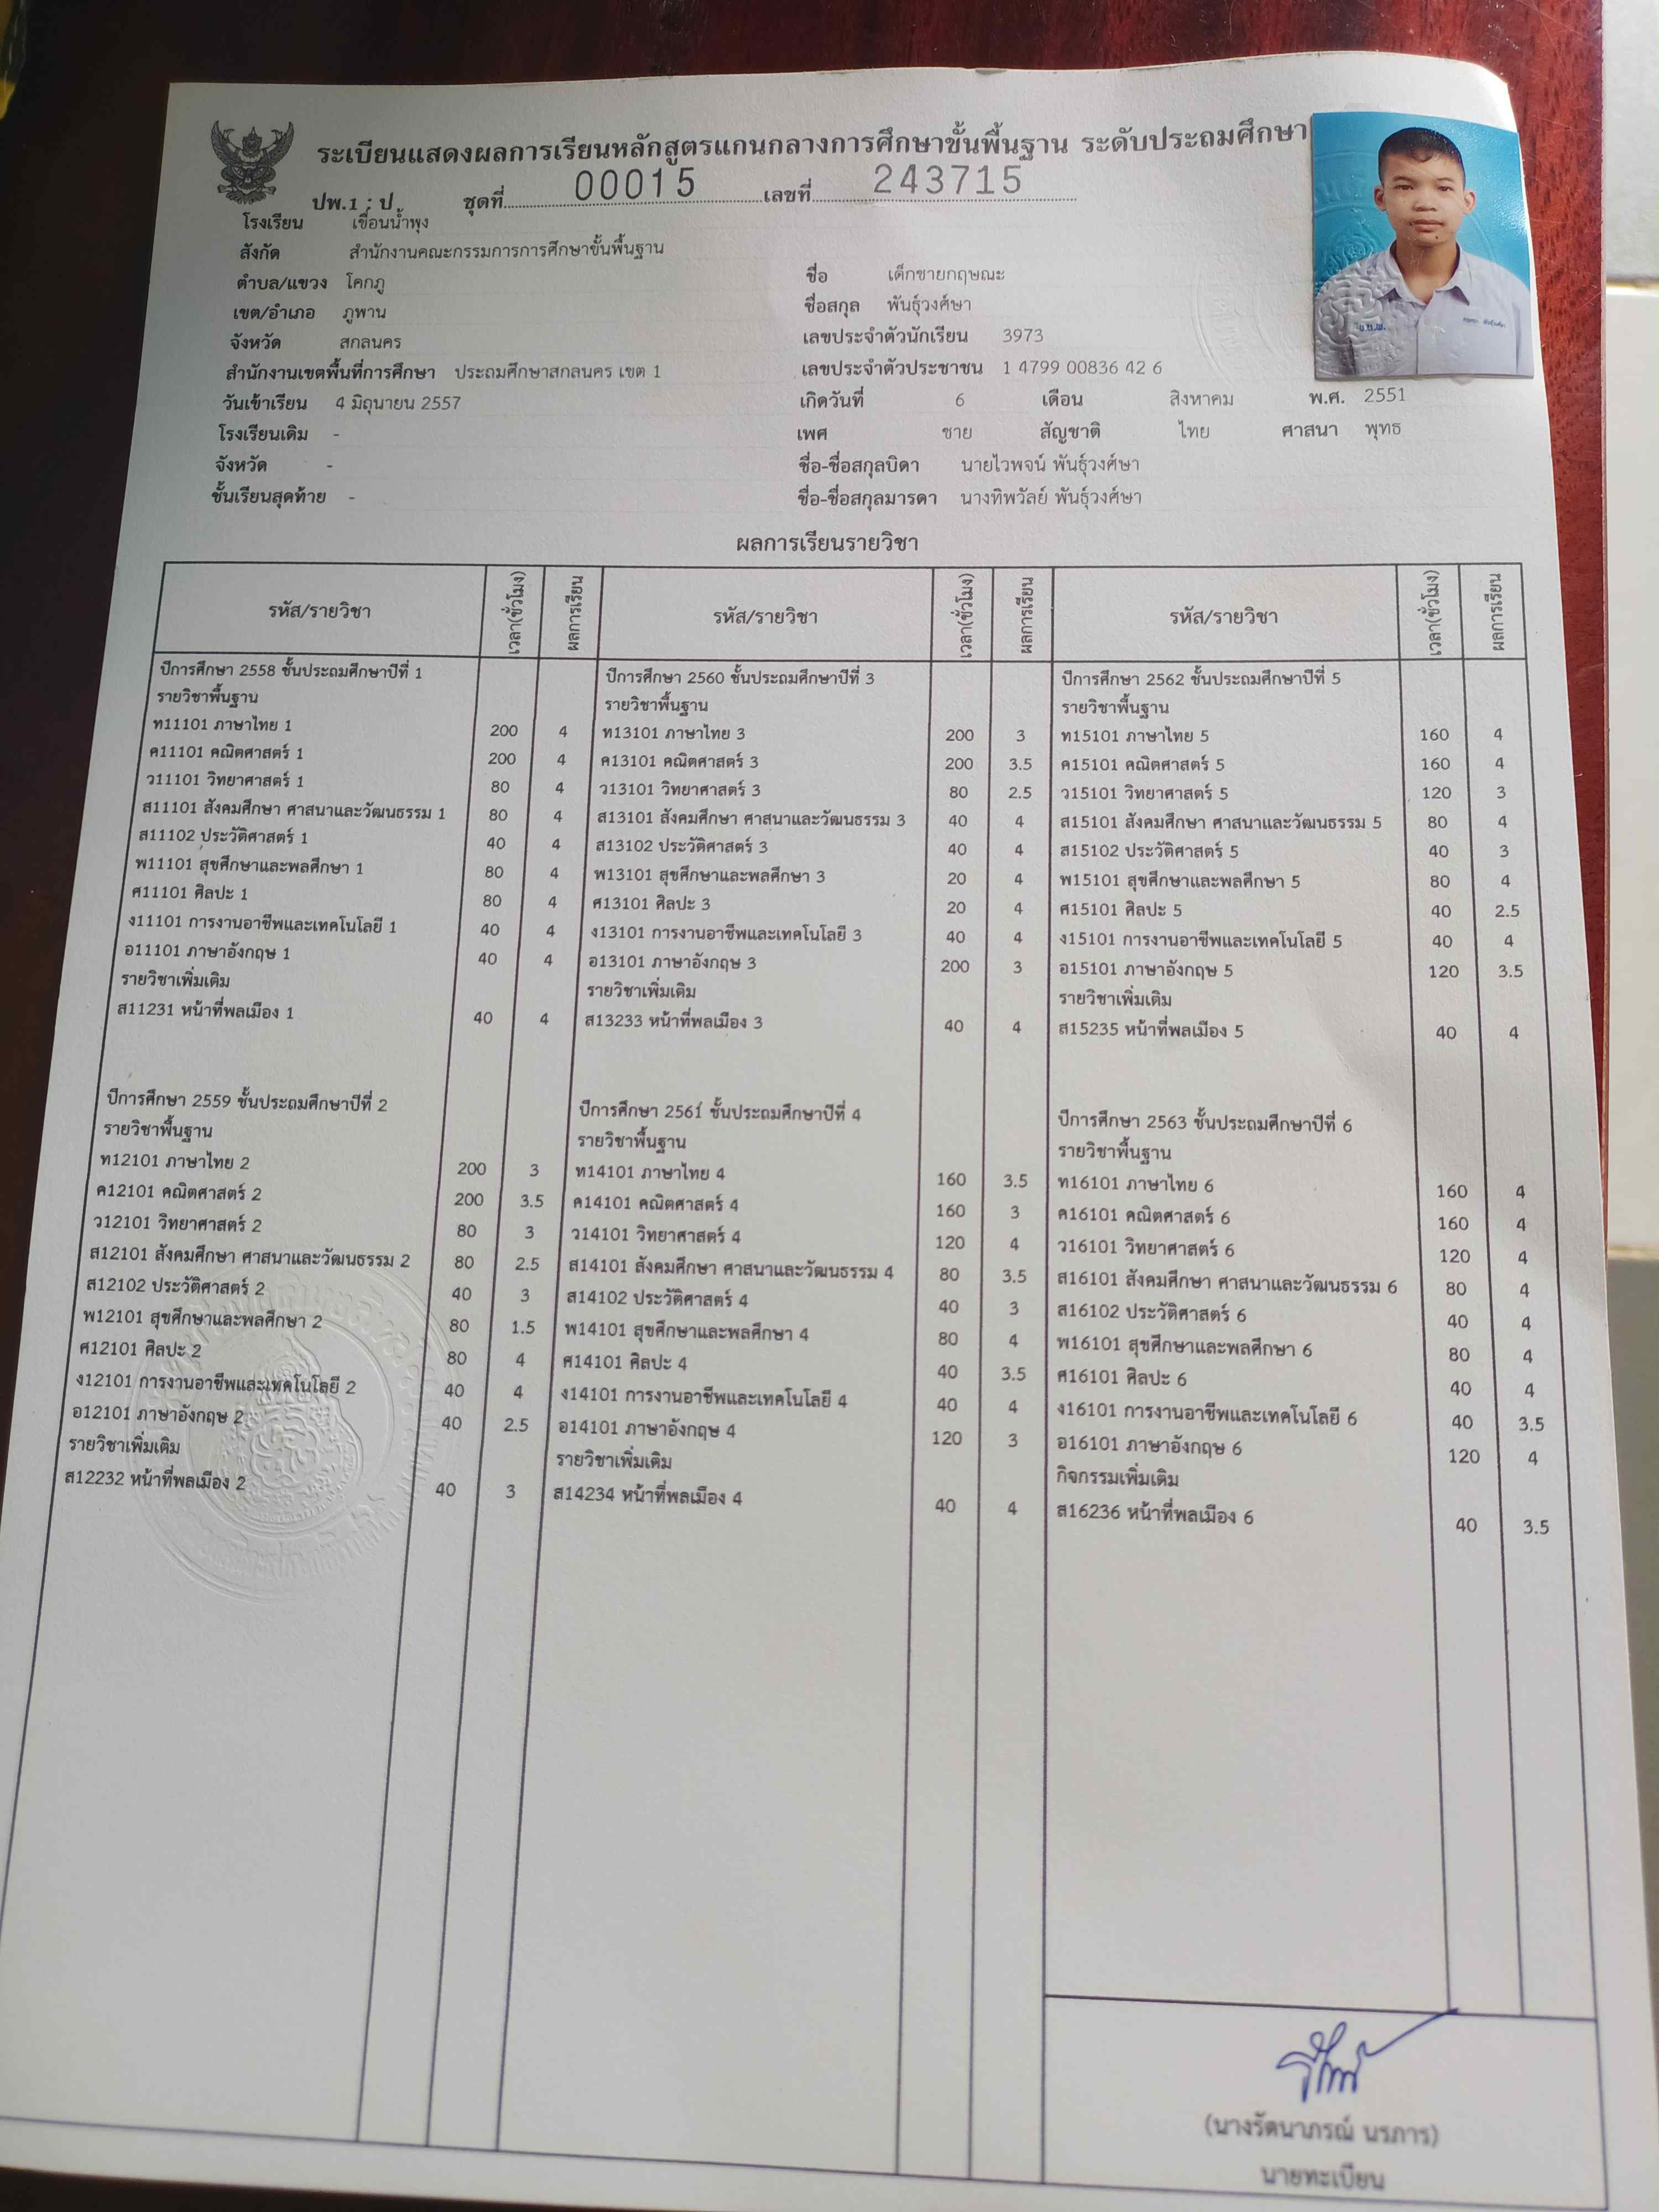 ระเบียนแสดงผลการเรียนหลักสูตรแกนกลางการศึกษาขั้นพื้นฐาน ระดับประถมศึกษา
ปพ.1 : ป ชุดที่ 00015 เลขที่ 243715
โรงเรียน เขื่อนน้ำพุง
สังกัด สำนักงานคณะกรรมการการศึกษาขั้นพื้นฐาน
ตำบล/แขวง โคกภู
เขต/อำเภอ ภูพาน
จังหวัด สกลนคร
สำนักงานเขตพื้นที่การศึกษา ประถมศึกษาสกลนคร เขต 1
วันเข้าเรียน 4 มิถุนายน 2557
โรงเรียนเดิม -
จังหวัด -
ชั้นเรียนสุดท้าย -
ชื่อ เด็กชายกฤษณะ
ชื่อสกุล พันธุ์วงศ์ษา
เลขประจำตัวนักเรียน 3973
เลขประจำตัวประชาชน 1 4799 00836 42 6
เกิดวันที่ 6 เดือน สิงหาคม พ.ศ. 2551
เพศ ชาย สัญชาติ ไทย ศาสนา พุทธ
ชื่อ-ชื่อสกุลบิดา นายไวพจน์ พันธุ์วงศ์ษา
ชื่อ-ชื่อสกุลมารดา นางทิพวัลย์ พันธุ์วงศ์ษา
ผลการเรียนรายวิชา
รหัส/รายวิชา เวลา(ชั่วโมง) ผลการเรียน รหัส/รายวิชา เวลา(ชั่วโมง) ผลการเรียน รหัส/รายวิชา เวลา(ชั่วโมง) ผลการเรียน
ปีการศึกษา 2558 ชั้นประถมศึกษาปีที่ 1
รายวิชาพื้นฐาน
ท11101 ภาษาไทย 1 200 4
ค11101 คณิตศาสตร์ 1 200 4
ว11101 วิทยาศาสตร์ 1 80 4
ส11101 สังคมศึกษา ศาสนาและวัฒนธรรม 1 80 4
ส11102 ประวัติศาสตร์ 1 40 4
พ11101 สุขศึกษาและพลศึกษา 1 80 4
ศ11101 ศิลปะ 1 80 4
ง11101 การงานอาชีพและเทคโนโลยี 1 40 4
อ11101 ภาษาอังกฤษ 1 40 4
รายวิชาเพิ่มเติม
ส11231 หน้าที่พลเมือง 1 40 4
ปีการศึกษา 2559 ชั้นประถมศึกษาปีที่ 2
รายวิชาพื้นฐาน
ท12101 ภาษาไทย 2 200 3
ค12101 คณิตศาสตร์ 2 200 3.5
ว12101 วิทยาศาสตร์ 2 80 3
ส12101 สังคมศึกษา ศาสนาและวัฒนธรรม 2 80 2.5
ส12102 ประวัติศาสตร์ 2 40 3
พ12101 สุขศึกษาและพลศึกษา 2 80 1.5
ศ12101 ศิลปะ 2 80 4
ง12101 การงานอาชีพและเทคโนโลยี 2 40 4
อ12101 ภาษาอังกฤษ 2 40 2.5
รายวิชาเพิ่มเติม
ส12232 หน้าที่พลเมือง 2 40 3
ปีการศึกษา 2560 ชั้นประถมศึกษาปีที่ 3
รายวิชาพื้นฐาน
ท13101 ภาษาไทย 3 200 3
ค13101 คณิตศาสตร์ 3 200 3.5
ว13101 วิทยาศาสตร์ 3 80 2.5
ส13101 สังคมศึกษา ศาสนาและวัฒนธรรม 3 40 4
ส13102 ประวัติศาสตร์ 3 40 4
พ13101 สุขศึกษาและพลศึกษา 3 20 4
ศ13101 ศิลปะ 3 20 4
ง13101 การงานอาชีพและเทคโนโลยี 3 40 4
อ13101 ภาษาอังกฤษ 3 200 3
รายวิชาเพิ่มเติม
ส13233 หน้าที่พลเมือง 3 40 4
ปีการศึกษา 2561 ชั้นประถมศึกษาปีที่ 4
รายวิชาพื้นฐาน
ท14101 ภาษาไทย 4 160 3.5
ค14101 คณิตศาสตร์ 4 160 3
ว14101 วิทยาศาสตร์ 4 120 4
ส14101 สังคมศึกษา ศาสนาและวัฒนธรรม 4 80 3.5
ส14102 ประวัติศาสตร์ 4 40 3
พ14101 สุขศึกษาและพลศึกษา 4 80 4
ศ14101 ศิลปะ 4 40 3.5
ง14101 การงานอาชีพและเทคโนโลยี 4 40 4
อ14101 ภาษาอังกฤษ 4 120 3
รายวิชาเพิ่มเติม
ส14234 หน้าที่พลเมือง 4 40 4
ปีการศึกษา 2562 ชั้นประถมศึกษาปีที่ 5
รายวิชาพื้นฐาน
ท15101 ภาษาไทย 5 160 4
ค15101 คณิตศาสตร์ 5 160 4
ว15101 วิทยาศาสตร์ 5 120 3
ส15101 สังคมศึกษา ศาสนาและวัฒนธรรม 5 80 4
ส15102 ประวัติศาสตร์ 5 40 3
พ15101 สุขศึกษาและพลศึกษา 5 80 4
ศ15101 ศิลปะ 5 40 2.5
ง15101 การงานอาชีพและเทคโนโลยี 5 40 4
อ15101 ภาษาอังกฤษ 5 120 3.5
รายวิชาเพิ่มเติม
ส15235 หน้าที่พลเมือง 5 40 4
ปีการศึกษา 2563 ชั้นประถมศึกษาปีที่ 6
รายวิชาพื้นฐาน
ท16101 ภาษาไทย 6 160 4
ค16101 คณิตศาสตร์ 6 160 4
ว16101 วิทยาศาสตร์ 6 120 4
ส16101 สังคมศึกษา ศาสนาและวัฒนธรรม 6 80 4
ส16102 ประวัติศาสตร์ 6 40 4
พ16101 สุขศึกษาและพลศึกษา 6 80 4
ศ16101 ศิลปะ 6 40 4
ง16101 การงานอาชีพและเทคโนโลยี 6 40 3.5
อ16101 ภาษาอังกฤษ 6 120 4
กิจกรรมเพิ่มเติม
ส16236 หน้าที่พลเมือง 6 40 3.5
(นางรัตนาภรณ์ นรภาร)
นายทะเบียน